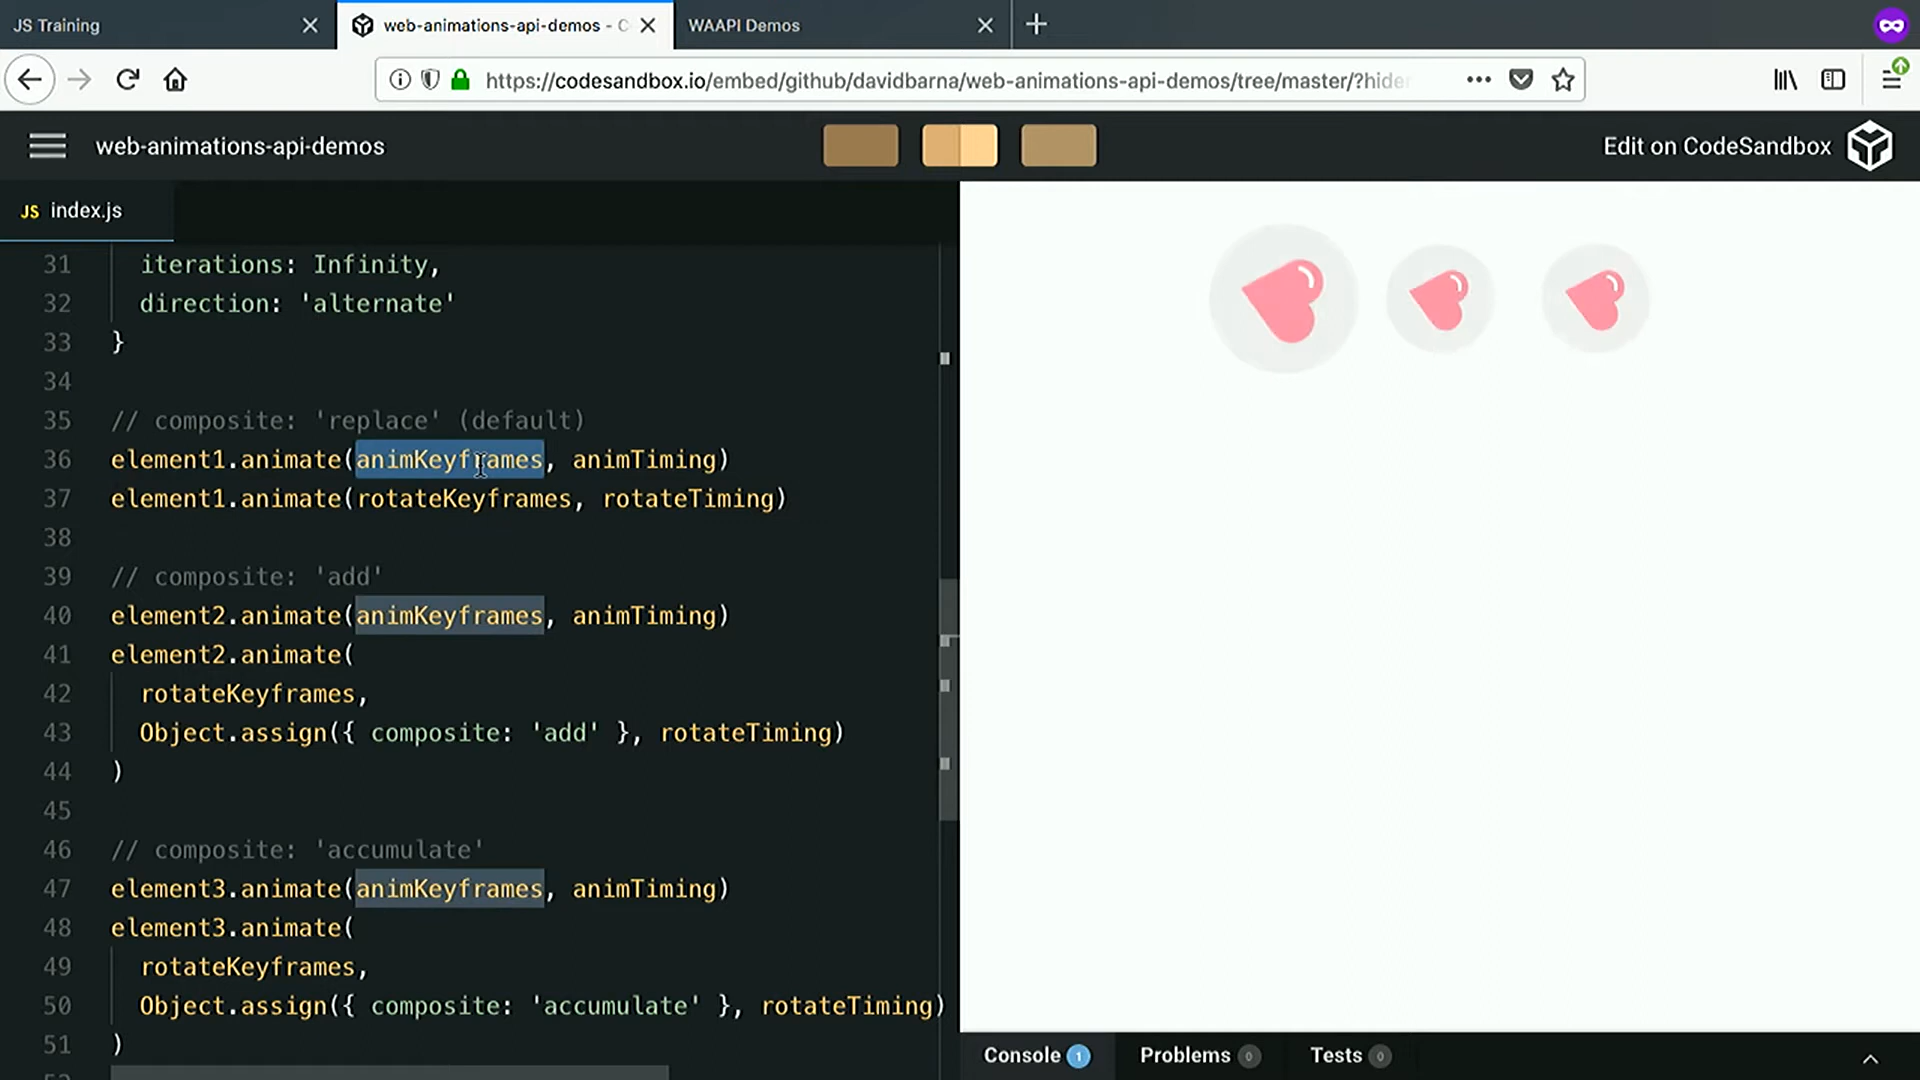 JS Training
web-animations-api-demos - C
WAAPI Demos
https://codesandbox.io/embed/github/davidbarna/web-animations-api-demos/tree/master/?hide
web-animations-api-demos
Edit on CodeSandbox
JS index.js
31 iterations: Infinity,
32 direction: 'alternate'
33 }
34
35 // composite: 'replace' (default)
36 element1.animate(animKeyframes, animTiming)
37 element1.animate(rotateKeyframes, rotateTiming)
38
39 // composite: 'add'
40 element2.animate(animKeyframes, animTiming)
41 element2.animate(
42 rotateKeyframes,
43 Object.assign({ composite: 'add' }, rotateTiming)
44 )
45
46 // composite: 'accumulate'
47 element3.animate(animKeyframes, animTiming)
48 element3.animate(
49 rotateKeyframes,
50 Object.assign({ composite: 'accumulate' }, rotateTiming)
51 )
Console 1 Problems 0 Tests 0